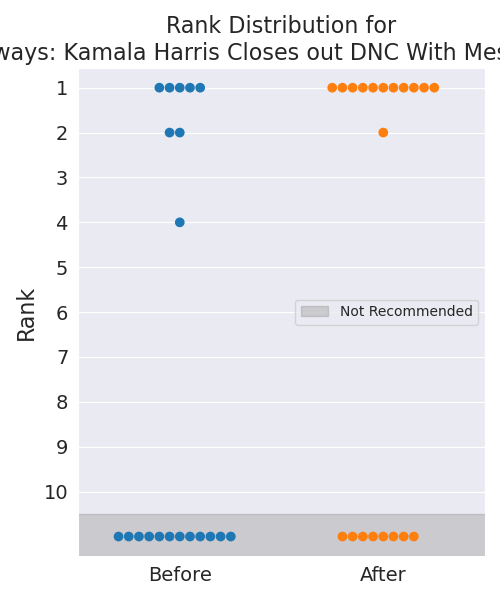 Rank Distribution for
ways: Kamala Harris Closes out DNC With Mes
1
2
3
4
5
6
7
8
9
10
Rank
Not Recommended
Before
After